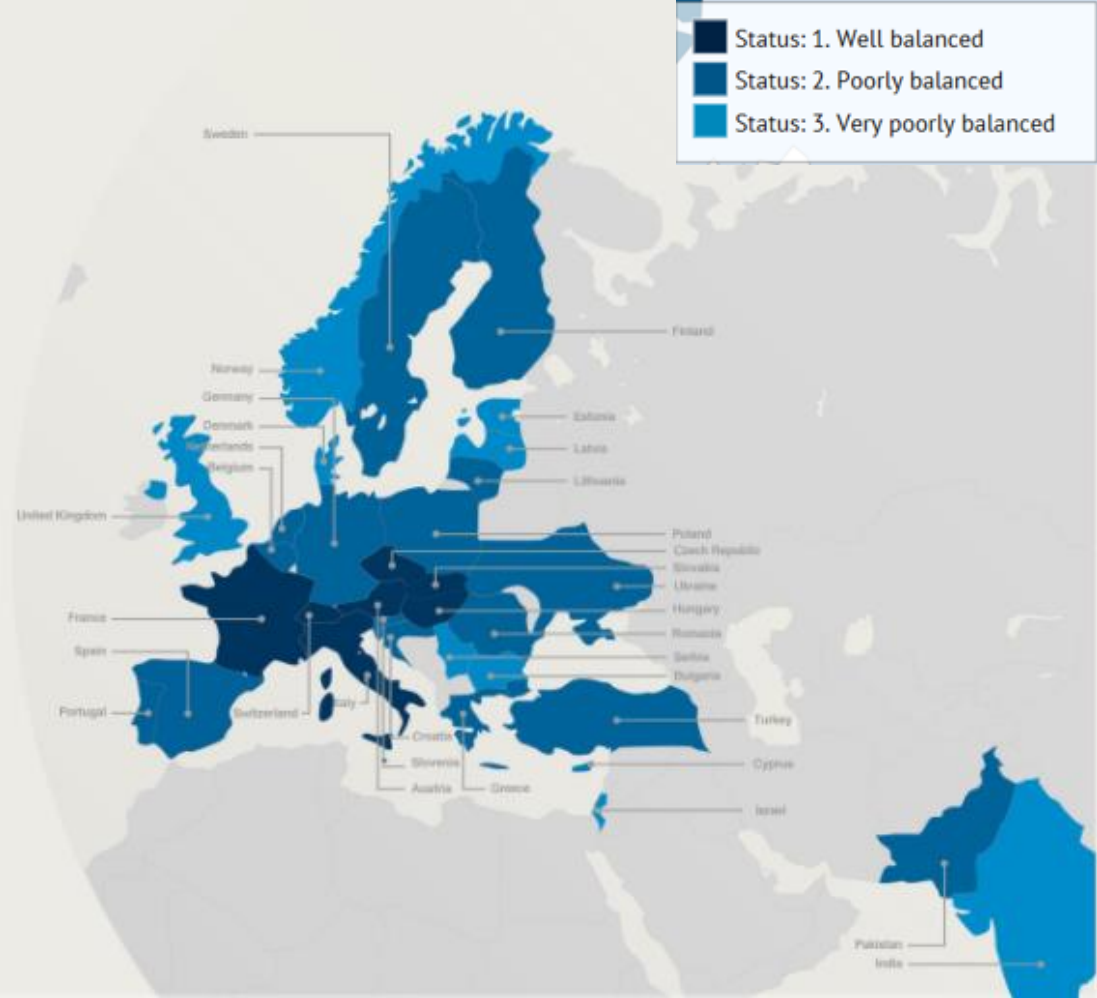 Status: 1. Well balanced
Status: 2. Poorly balanced
Status: 3. Very poorly balanced
Sweden
Finland
Norway
Germany
Denmark
Netherlands
Belgium
Estonia
Latvia
Lithuania
United Kingdom
Poland
Czech Republic
Slovakia
Ukraine
Hungary
Romania
Serbia
Bulgaria
France
Spain
Portugal
Switzerland
Italy
Croatia
Slovenia
Austria
Greece
Turkey
Cyprus
Israel
Pakistan
India